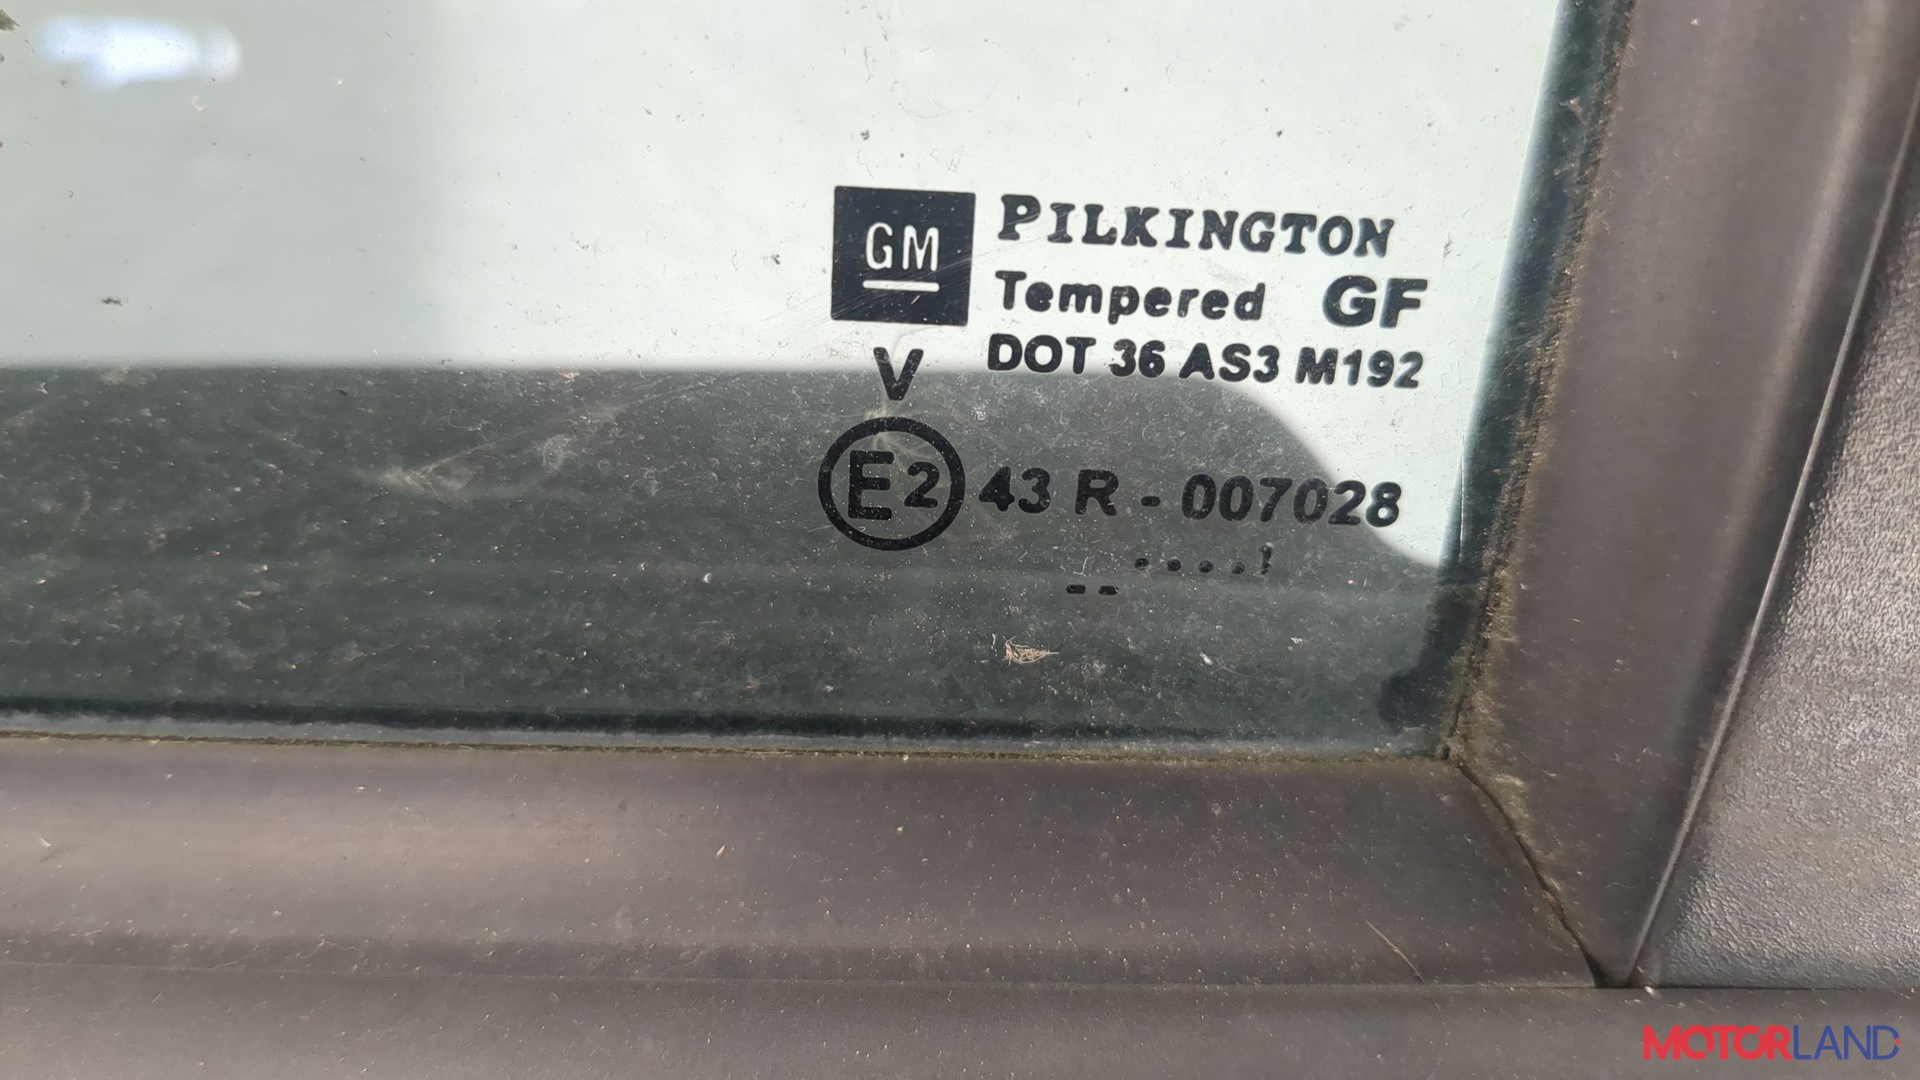 GM
PILKINGTON
Tempered GF
DOT 36 AS3 M192
V
E2 43 R - 007028
.... I
--
MOTORLAND